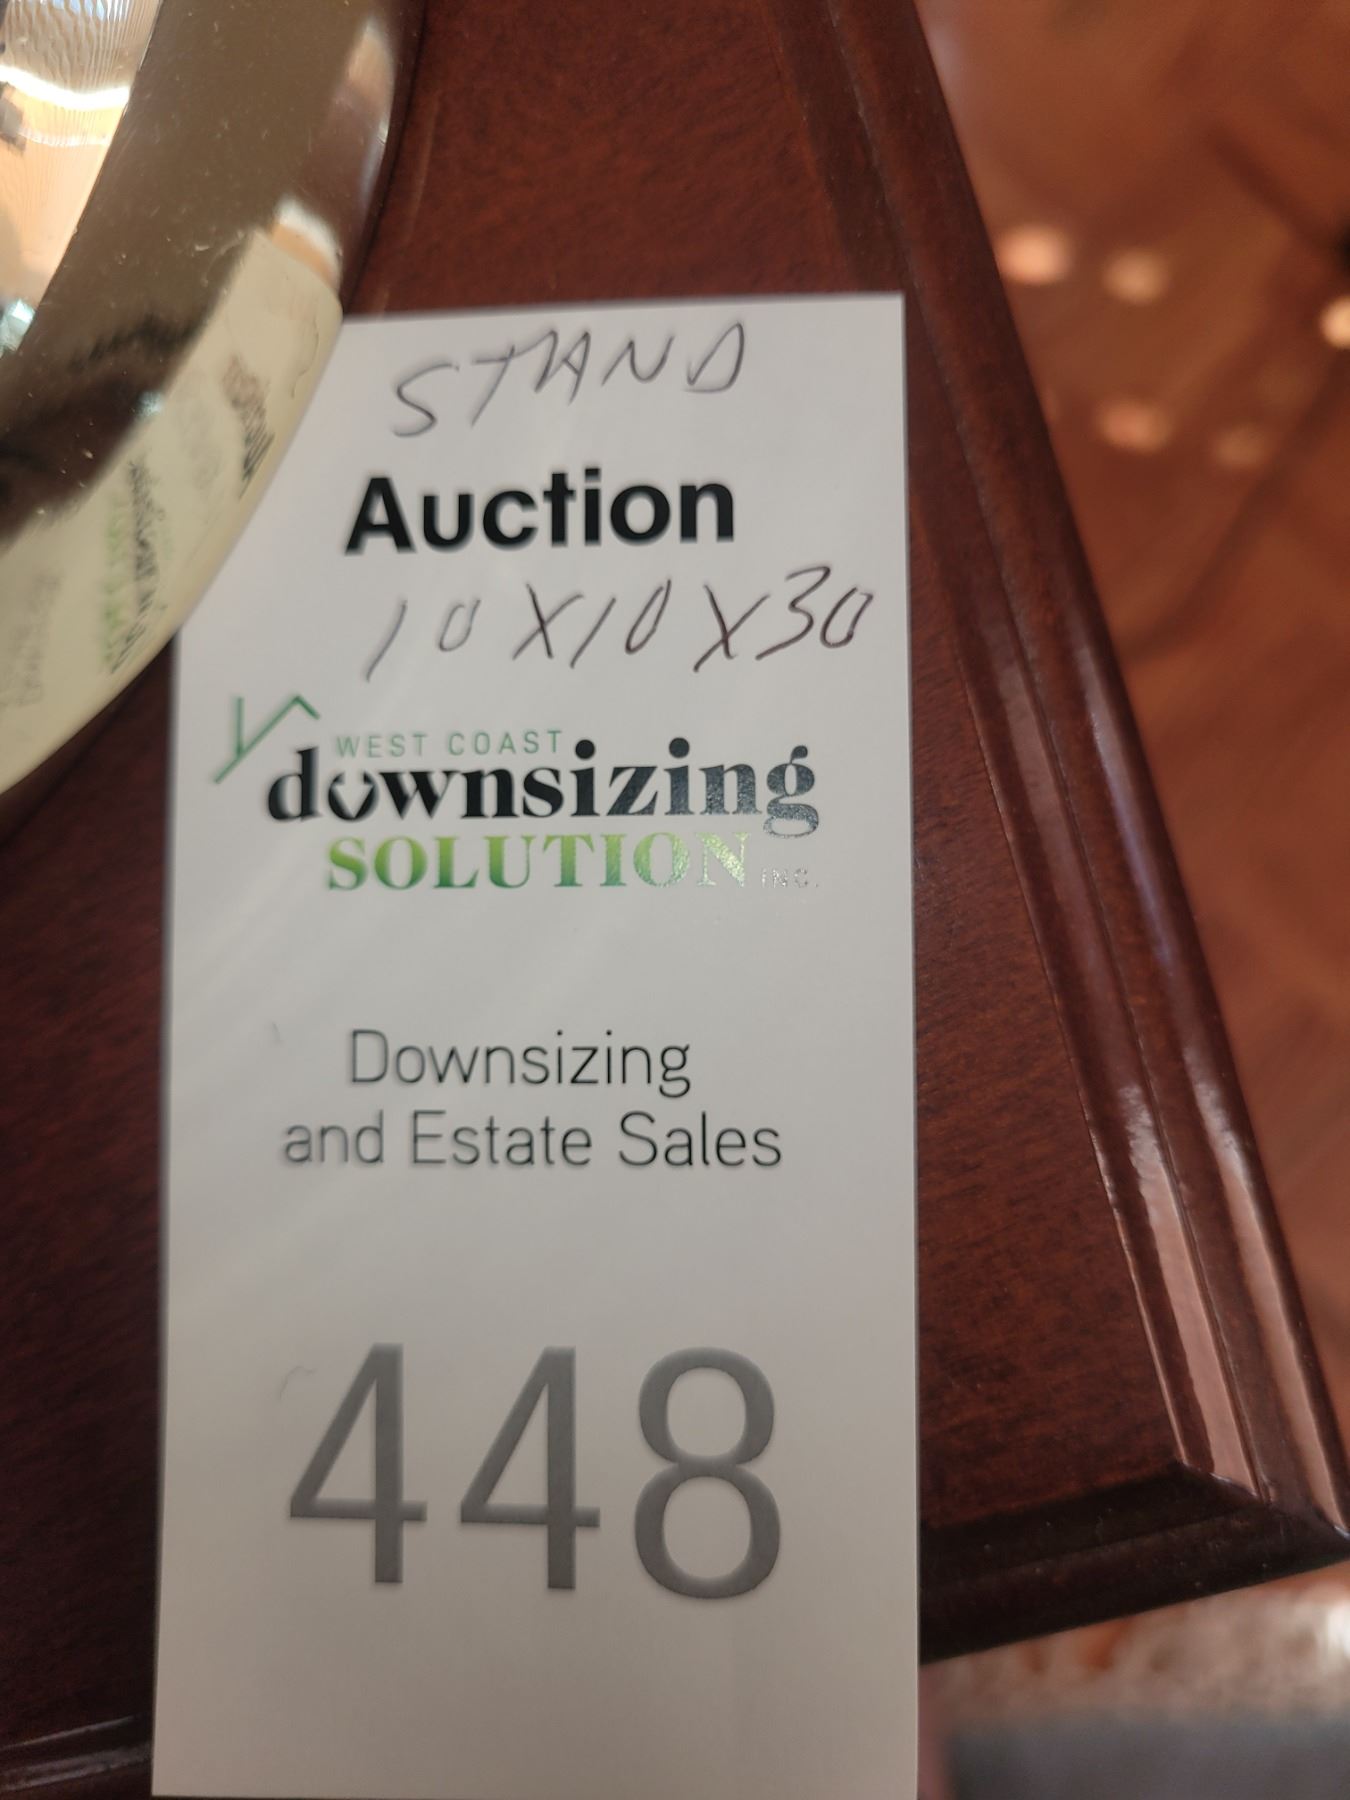 STAND
Auction
10X10X30
WEST COAST
downsizing
SOLUTION INC.
Downsizing
and Estate Sales
448